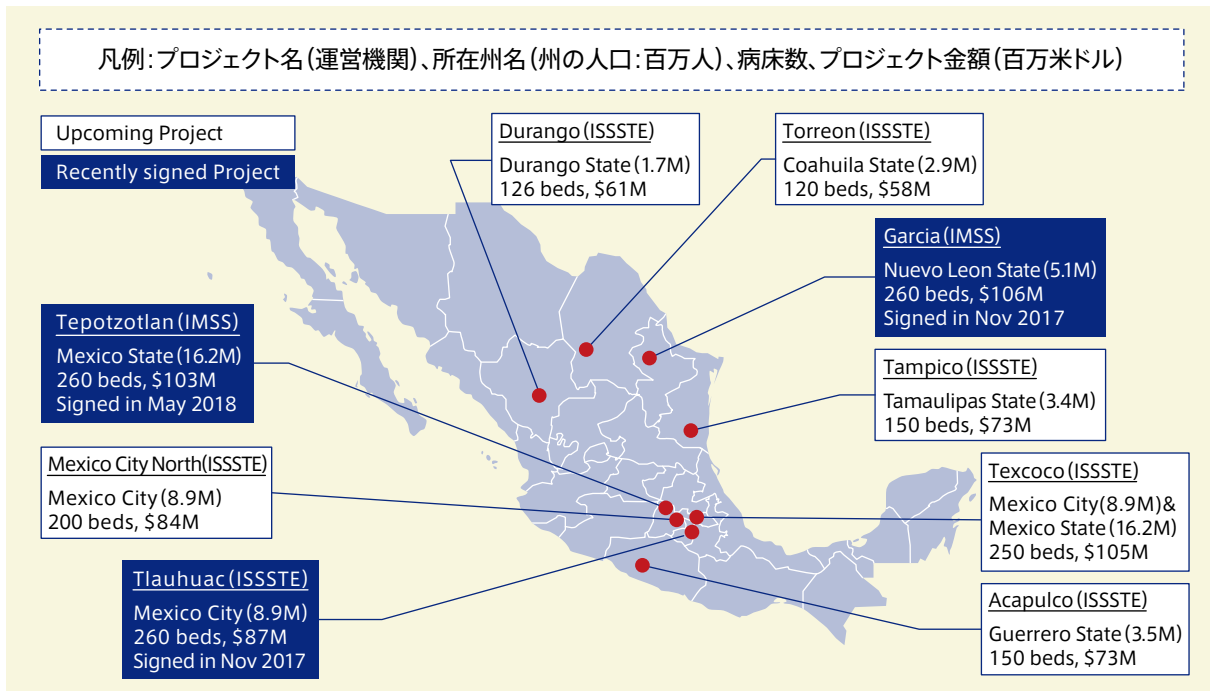 凡例：プロジェクト名（運営機関）、所在州名（州の人口：百万人）、病床数、プロジェクト金額（百万米ドル）
Upcoming Project
Recently signed Project
Durango (ISSSTE)
Durango State (1.7M)
126 beds, $61M
Torreon (ISSSTE)
Coahuila State (2.9M)
120 beds, $58M
Garcia (IMSS)
Nuevo Leon State (5.1M)
260 beds, $106M
Signed in Nov 2017
Tepotzotlan (IMSS)
Mexico State (16.2M)
260 beds, $103M
Signed in May 2018
Tampico (ISSSTE)
Tamaulipas State (3.4M)
150 beds, $73M
Mexico City North(ISSSTE)
Mexico City (8.9M)
200 beds, $84M
Texcoco (ISSSTE)
Mexico City(8.9M)&
Mexico State (16.2M)
250 beds, $105M
Tlauhuac (ISSSTE)
Mexico City (8.9M)
260 beds, $87M
Signed in Nov 2017
Acapulco (ISSSTE)
Guerrero State (3.5M)
150 beds, $73M